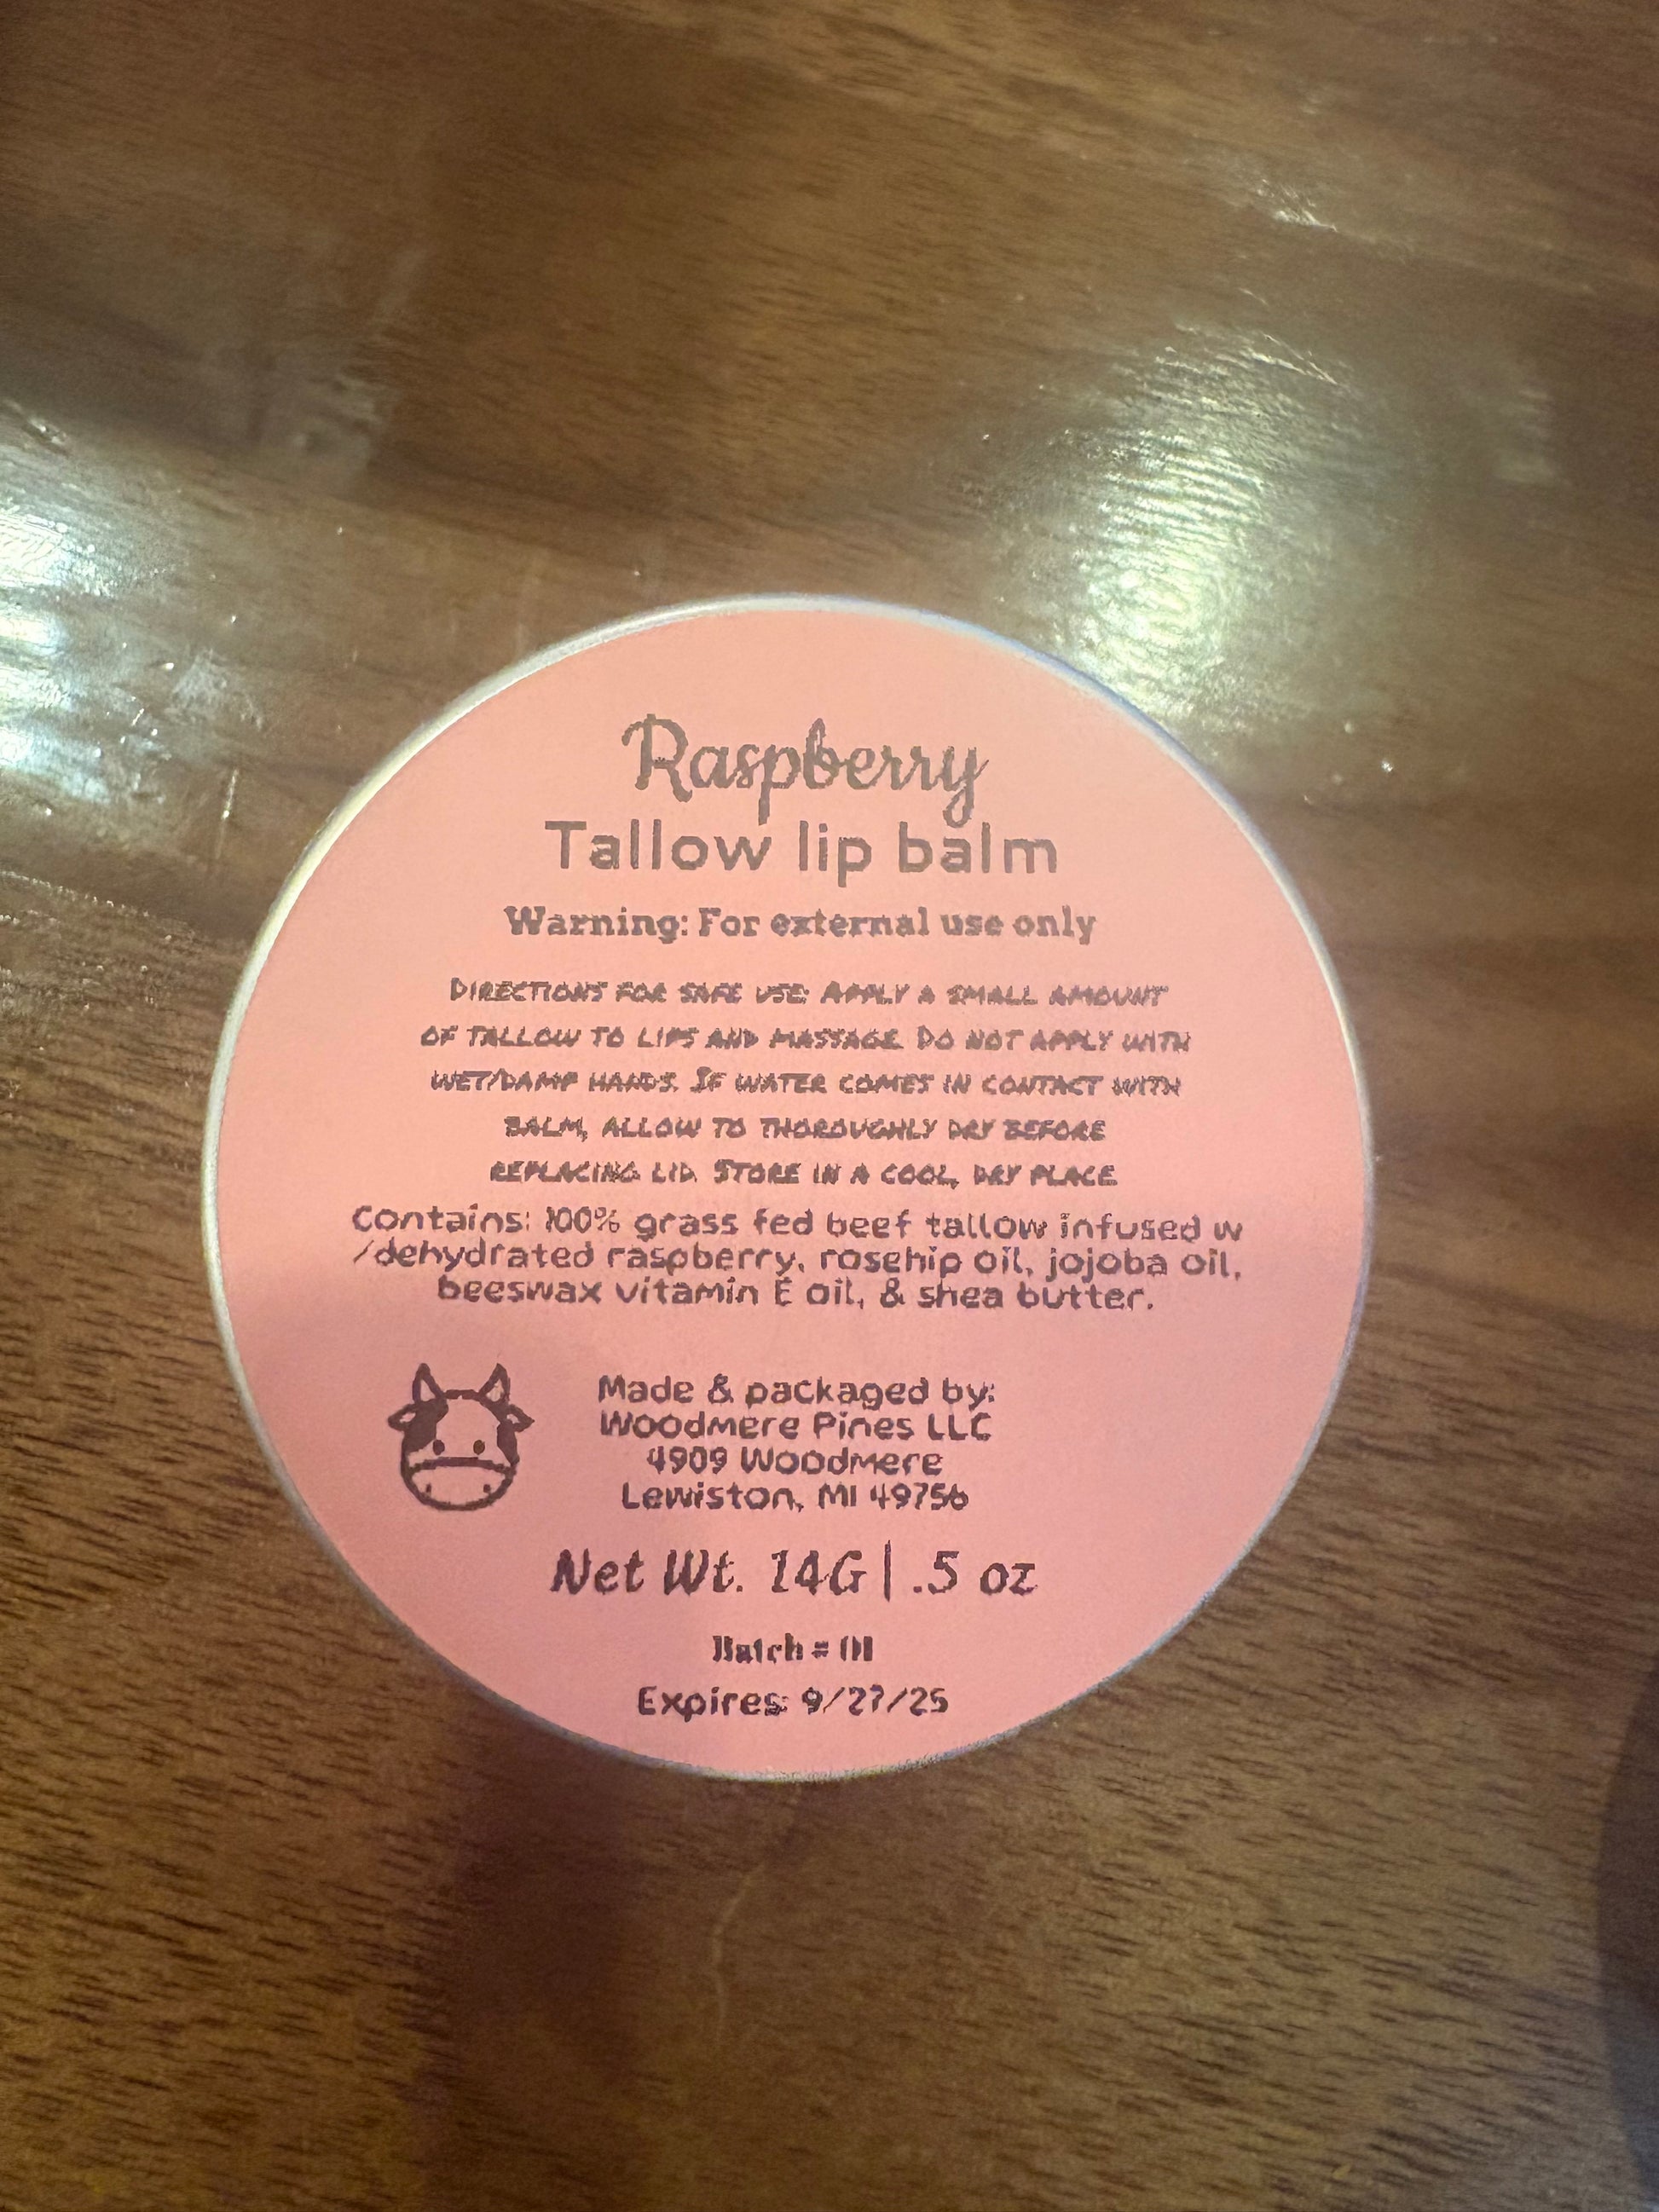 Raspberry
Tallow lip balm
Warning: For external use only
DIRECTIONS FOR SAFE USE: APPLY A SMALL AMOUNT
OF TALLOW TO LIPS AND MASSAGE. DO NOT APPLY WITH
WET/DAMP HANDS. IF WATER COMES IN CONTACT WITH
BALM, ALLOW TO THOROUGHLY DRY BEFORE
REPLACING LID. STORE IN A COOL, DRY PLACE
Contains: 100% grass fed beef tallow infused w
/dehydrated raspberry, rosehip oil, jojoba oil,
beeswax vitamin E oil, & shea butter.
Made & packaged by:
Woodmere Pines LLC
4909 Woodmere
Lewiston, MI 49756
Net Wt. 14G | .5 oz
Batch #
Expires: 9/27/25